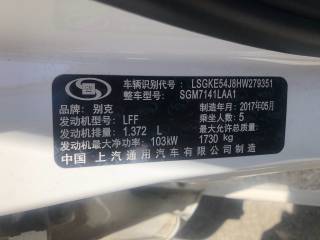 车辆识别代号： LSGKE54J8HW279351
整车型号： SGM7141LAA1
品牌：别克 制造年月：2017年05月
发动机型号：LFF 乘坐人数：5
发动机排量：1.372 L 最大允许总质量：
发动机最大净功率：103kW 1730 kg
中国 上汽通用汽车有限公司 制造